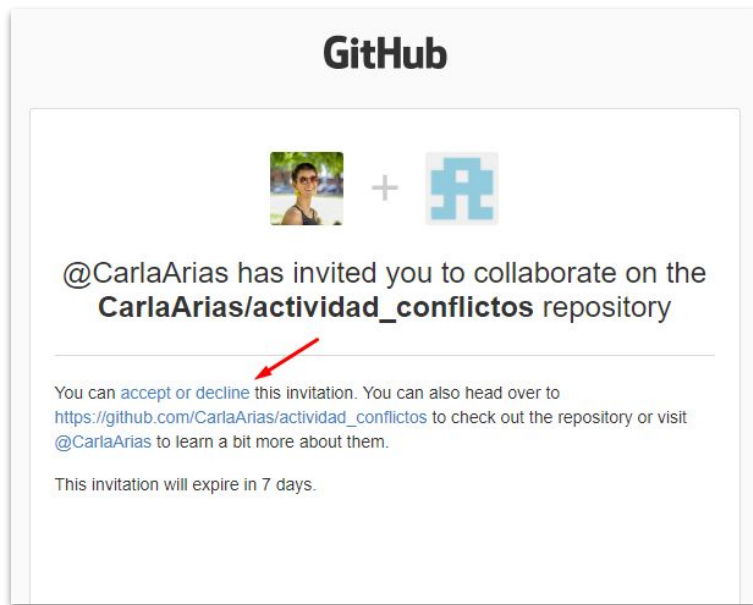 GitHub
@CarlaArias has invited you to collaborate on the
CarlaArias/actividad_conflictos repository
You can accept or decline this invitation. You can also head over to
https://github.com/CarlaArias/actividad_conflictos to check out the repository or visit
@CarlaArias to learn a bit more about them.
This invitation will expire in 7 days.